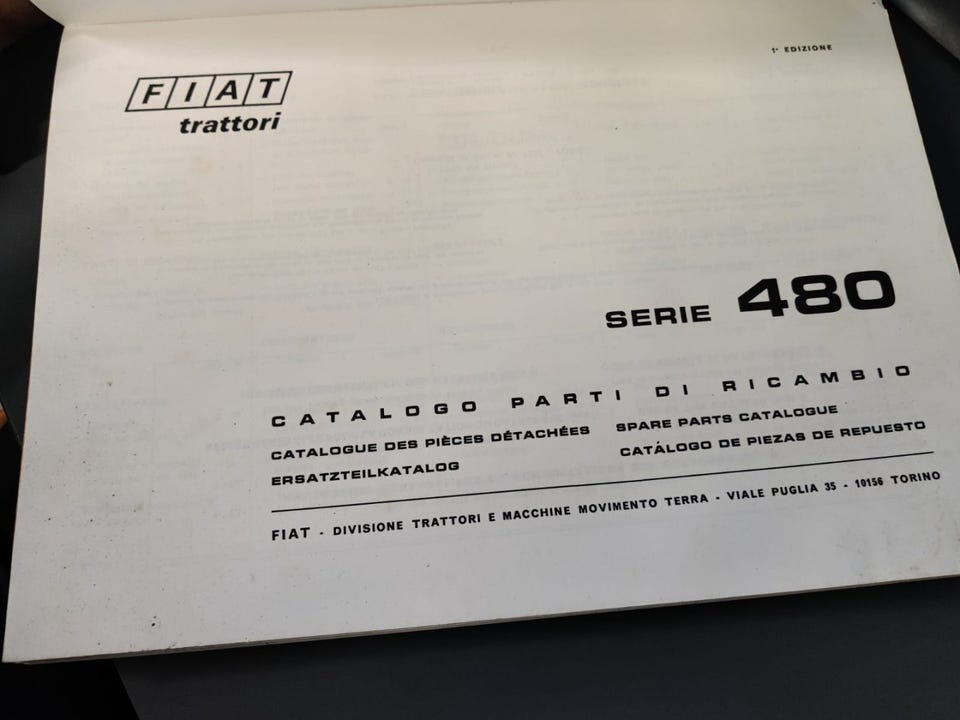 1ª EDIZIONE
FIAT
trattori
SERIE 480
CATALOGO PARTI DI RICAMBIO
CATALOGUE DES PIÈCES DÉTACHÉES
SPARE PARTS CATALOGUE
ERSATZTEILKATALOG
CATÁLOGO DE PIEZAS DE REPUESTO
FIAT - DIVISIONE TRATTORI E MACCHINE MOVIMENTO TERRA - VIALE PUGLIA 35 - 10156 TORINO